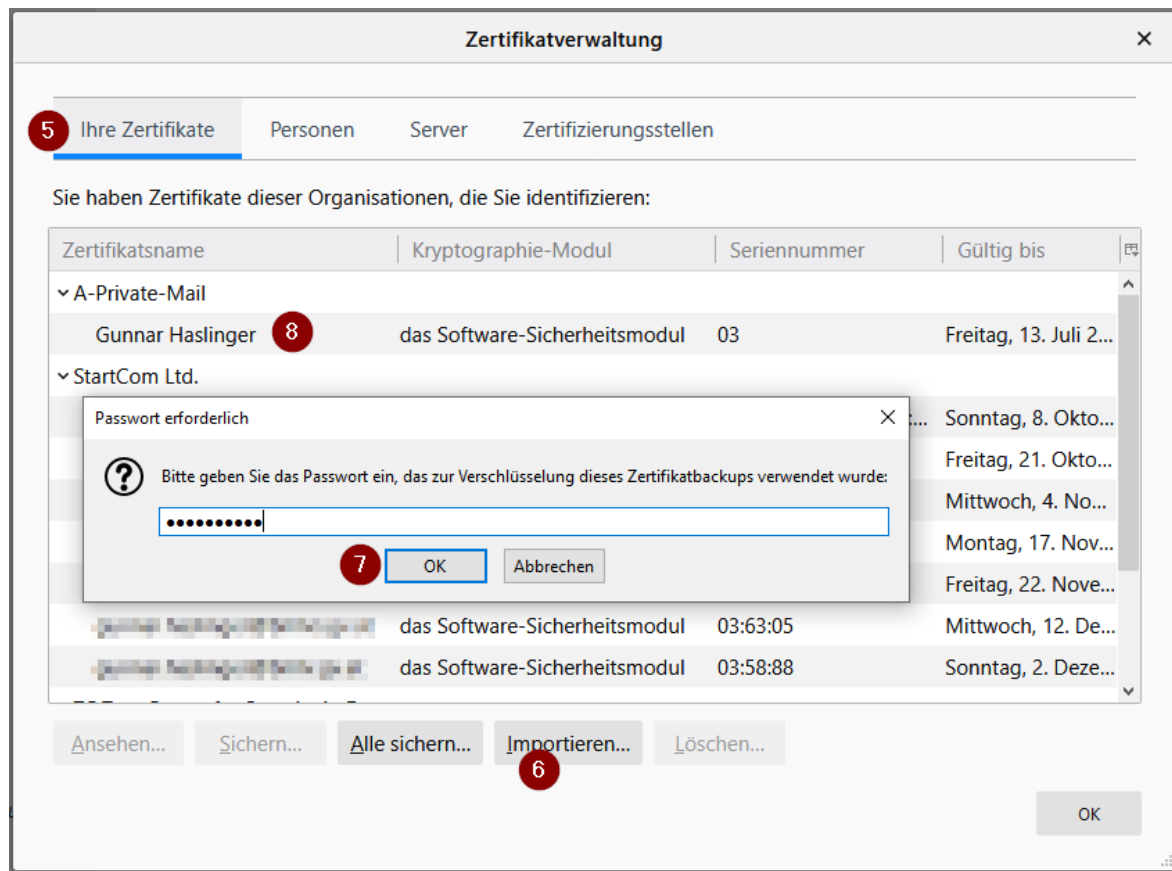 Zertifikatverwaltung
5 Ihre Zertifikate Personen Server Zertifizierungsstellen
Sie haben Zertifikate dieser Organisationen, die Sie identifizieren:
Zertifikatsname Kryptographie-Modul Seriennummer Gültig bis
A-Private-Mail
Gunnar Haslinger 8 das Software-Sicherheitsmodul 03 Freitag, 13. Juli 2...
StartCom Ltd.
Passwort erforderlich
:... Sonntag, 8. Okto...
Freitag, 21. Okto...
Bitte geben Sie das Passwort ein, das zur Verschlüsselung dieses Zertifikatbackups verwendet wurde:
Mittwoch, 4. No...
••••••••••
Montag, 17. Nov...
7 OK Abbrechen
Freitag, 22. Nove...
das Software-Sicherheitsmodul 03:63:05 Mittwoch, 12. De...
das Software-Sicherheitsmodul 03:58:88 Sonntag, 2. Deze...
Ansehen... Sichern... Alle sichern... Importieren... Löschen...
6
OK